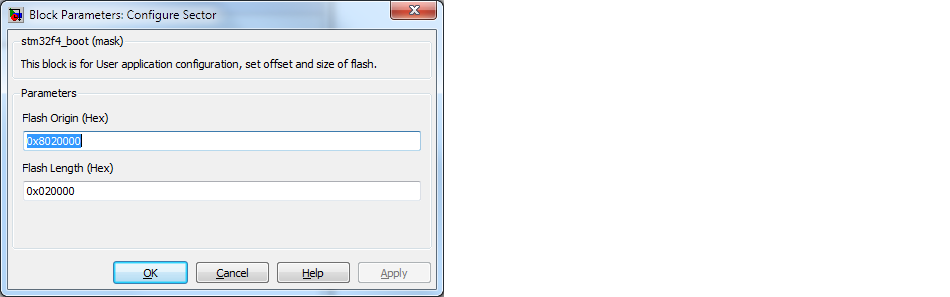 Block Parameters: Configure Sector
stm32f4_boot (mask)
This block is for User application configuration, set offset and size of flash.
Parameters
Flash Origin (Hex)
0x8020000
Flash Length (Hex)
0x020000
OK Cancel Help Apply